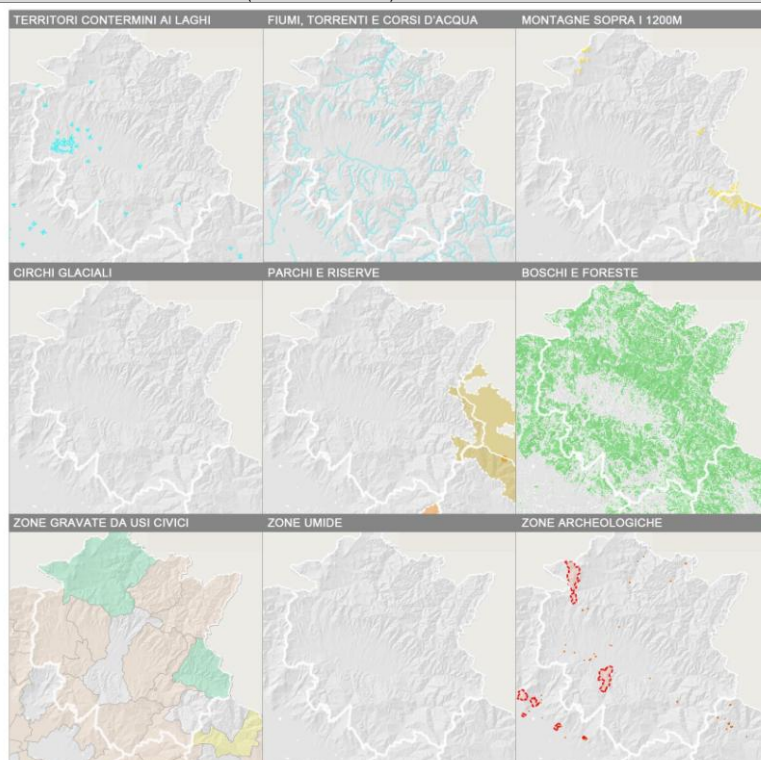 TERRITORI CONTERMINI AI LAGHI
FIUMI, TORRENTI E CORSI D'ACQUA
MONTAGNE SOPRA I 1200M
CIRCHI GLACIALI
PARCHI E RISERVE
BOSCHI E FORESTE
ZONE GRAVATE DA USI CIVICI
ZONE UMIDE
ZONE ARCHEOLOGICHE